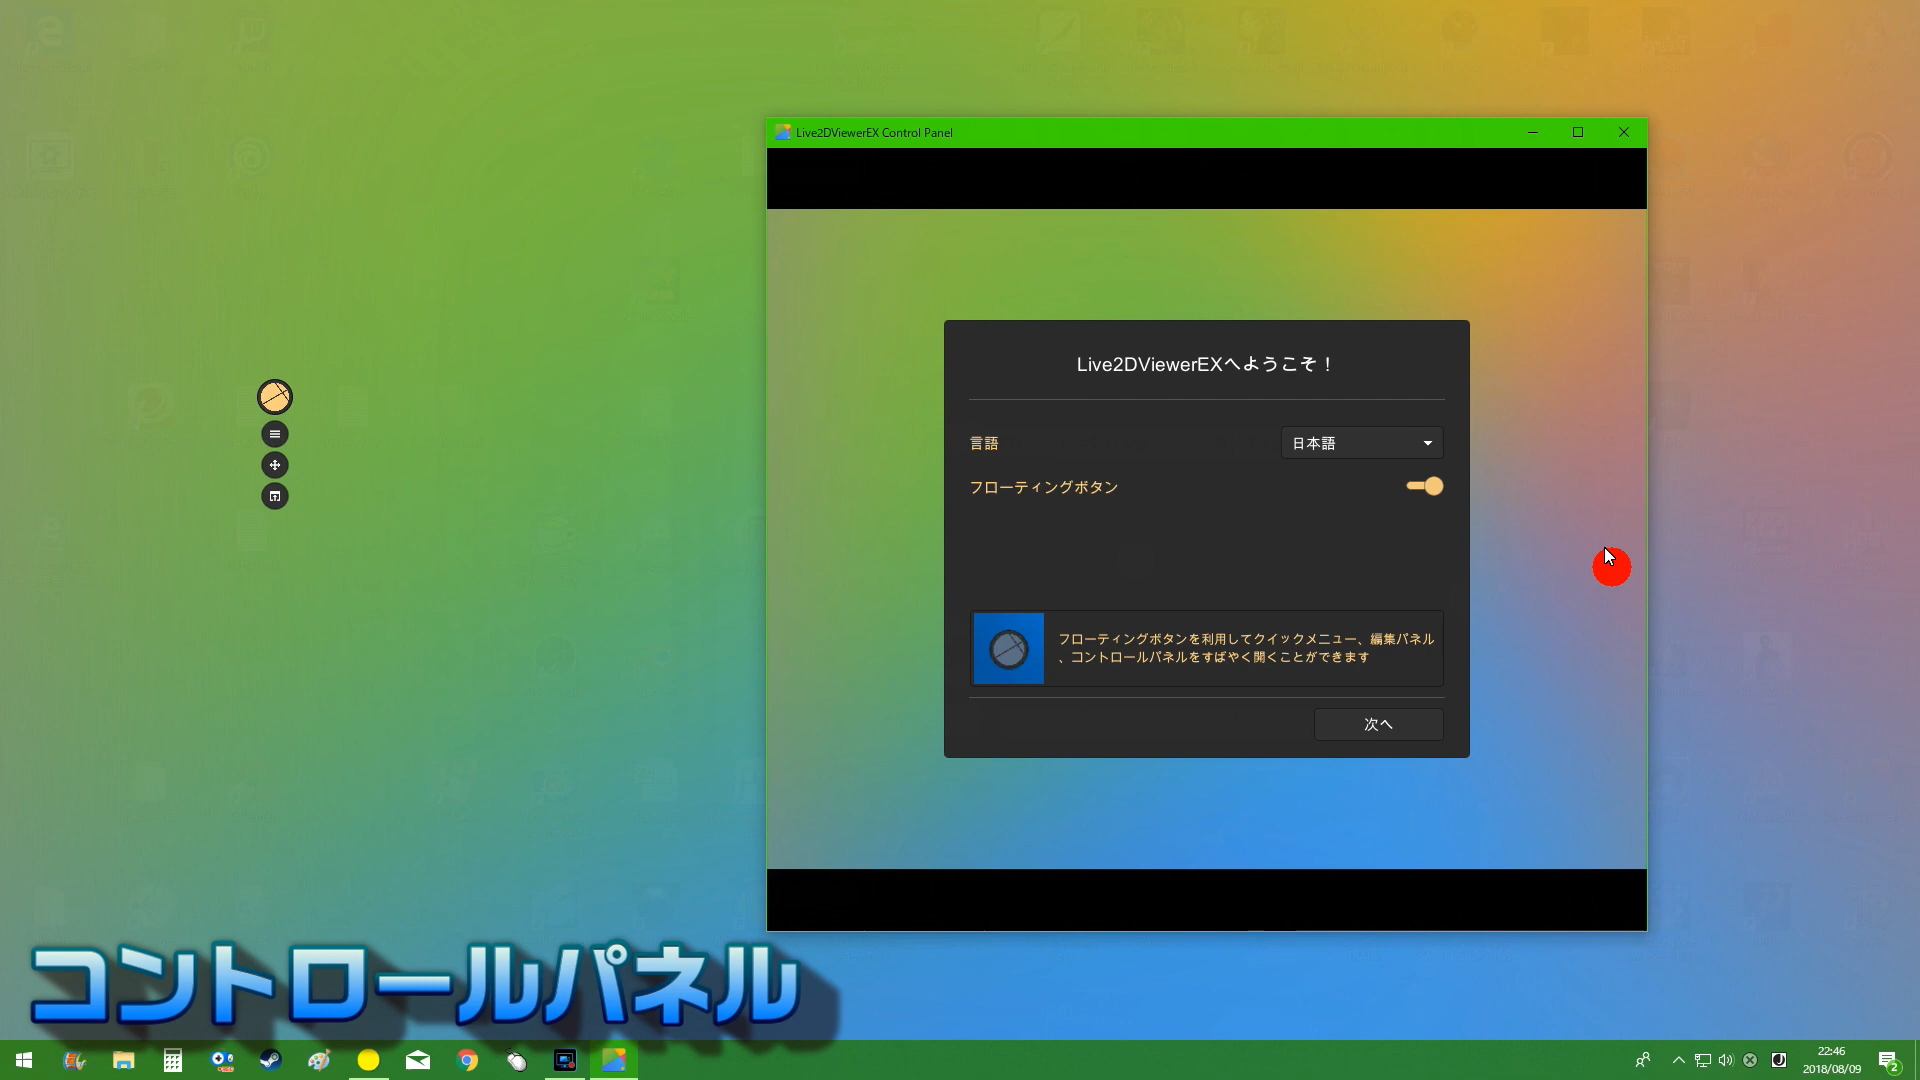 Live2DViewerEX Control Panel
Live2DViewerEXへようこそ！
言語
日本語
フローティングボタン
フローティングボタンを利用してクイックメニュー、編集パネル
、コントロールパネルをすばやく開くことができます
次へ
コントロールパネル
22:46
2018/08/09
2